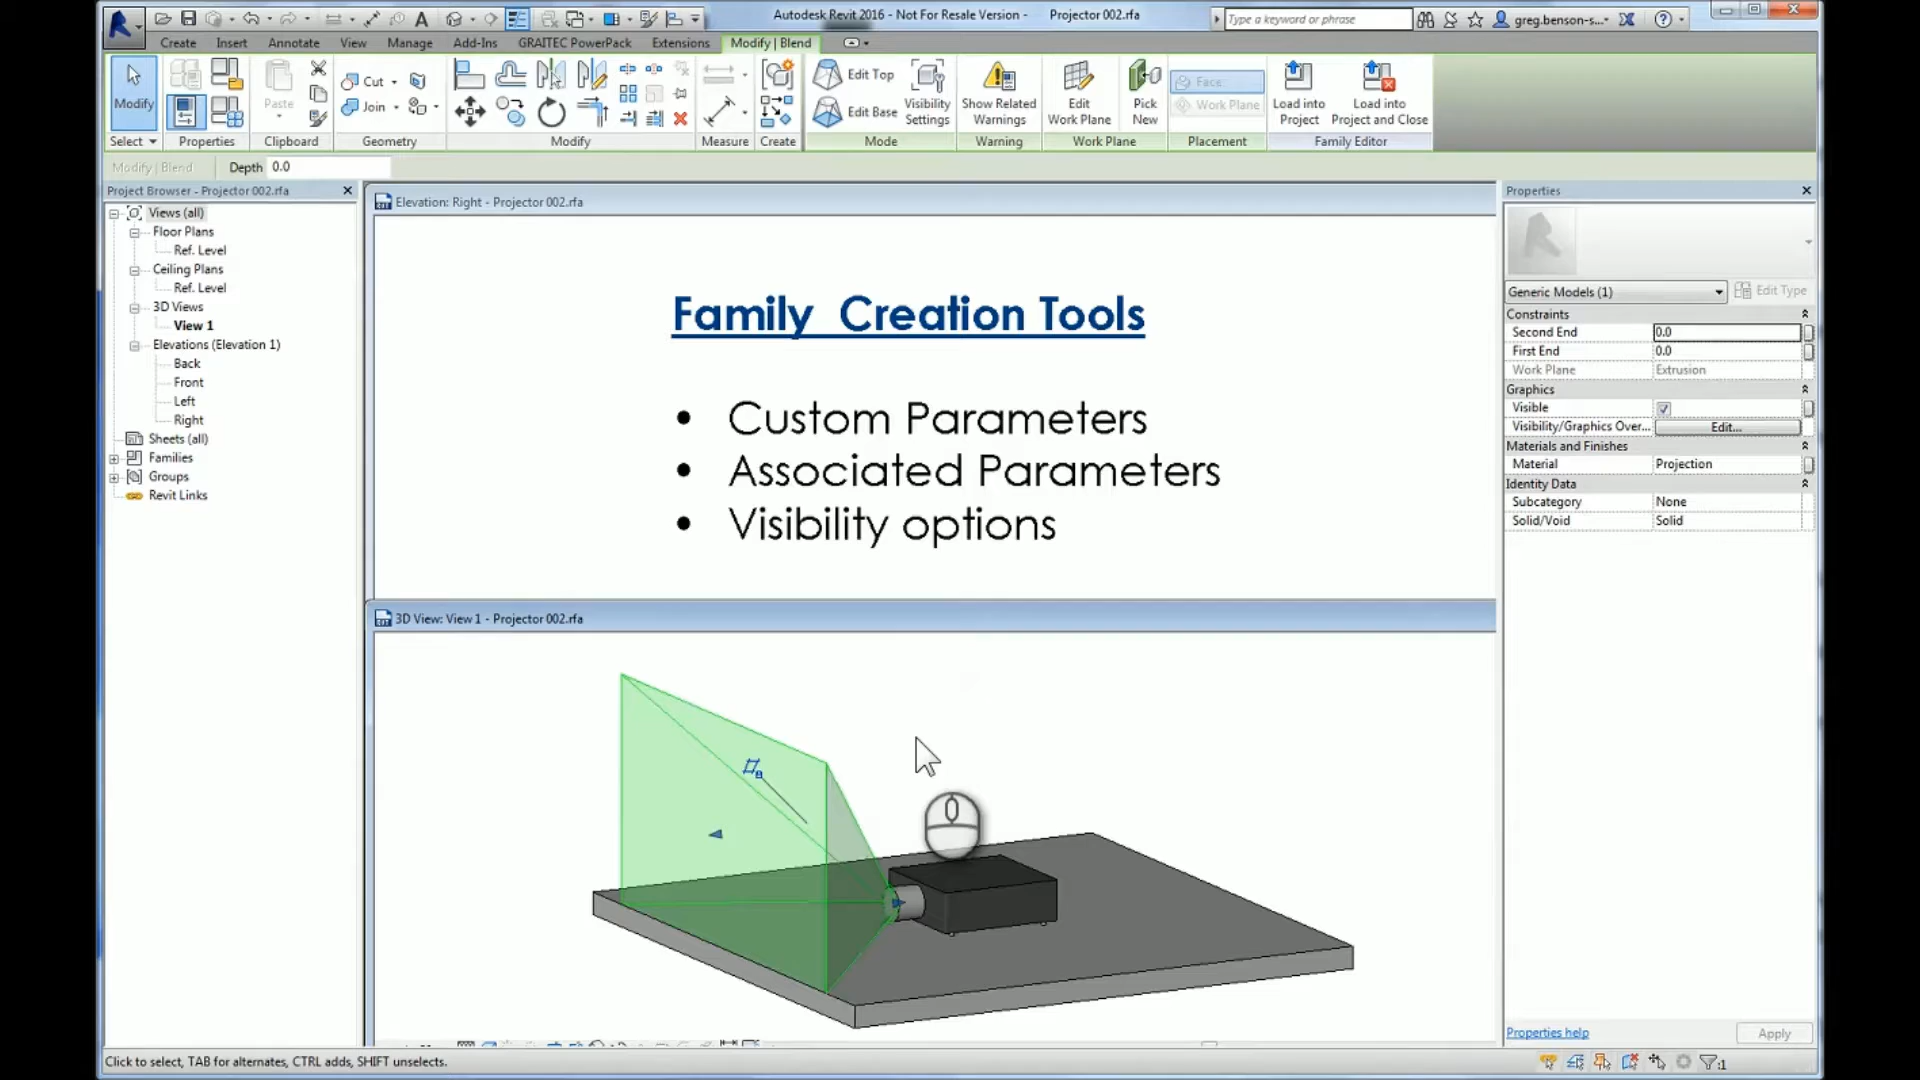 Autodesk Revit 2016 - Not For Resale Version - Projector 002.rfa
Type a keyword or phrase
greg.benson-s...
Create Insert Annotate View Manage Add-Ins GRAITEC PowerPack Extensions Modify | Blend
Modify
Paste
Cut
Join
Edit Top
Edit Base
Visibility Settings
Show Related Warnings
Edit Work Plane
Pick New
Face
Work Plane
Load into Project
Load into Project and Close
Select Properties Clipboard Geometry Modify Measure Create Mode Warning Work Plane Placement Family Editor
Modify | Blend Depth 0.0
Project Browser - Projector 002.rfa
Views (all)
Floor Plans
Ref. Level
Ceiling Plans
Ref. Level
3D Views
View 1
Elevations (Elevation 1)
Back
Front
Left
Right
Sheets (all)
Families
Groups
Revit Links
Elevation: Right - Projector 002.rfa
Family Creation Tools
• Custom Parameters
• Associated Parameters
• Visibility options
3D View: View 1 - Projector 002.rfa
Properties
Generic Models (1) Edit Type
Constraints
Second End 0.0
First End 0.0
Work Plane Extrusion
Graphics
Visible
Visibility/Graphics Over... Edit...
Materials and Finishes
Material Projection
Identity Data
Subcategory None
Solid/Void Solid
Properties help Apply
Click to select, TAB for alternates, CTRL adds, SHIFT unselects.
:1